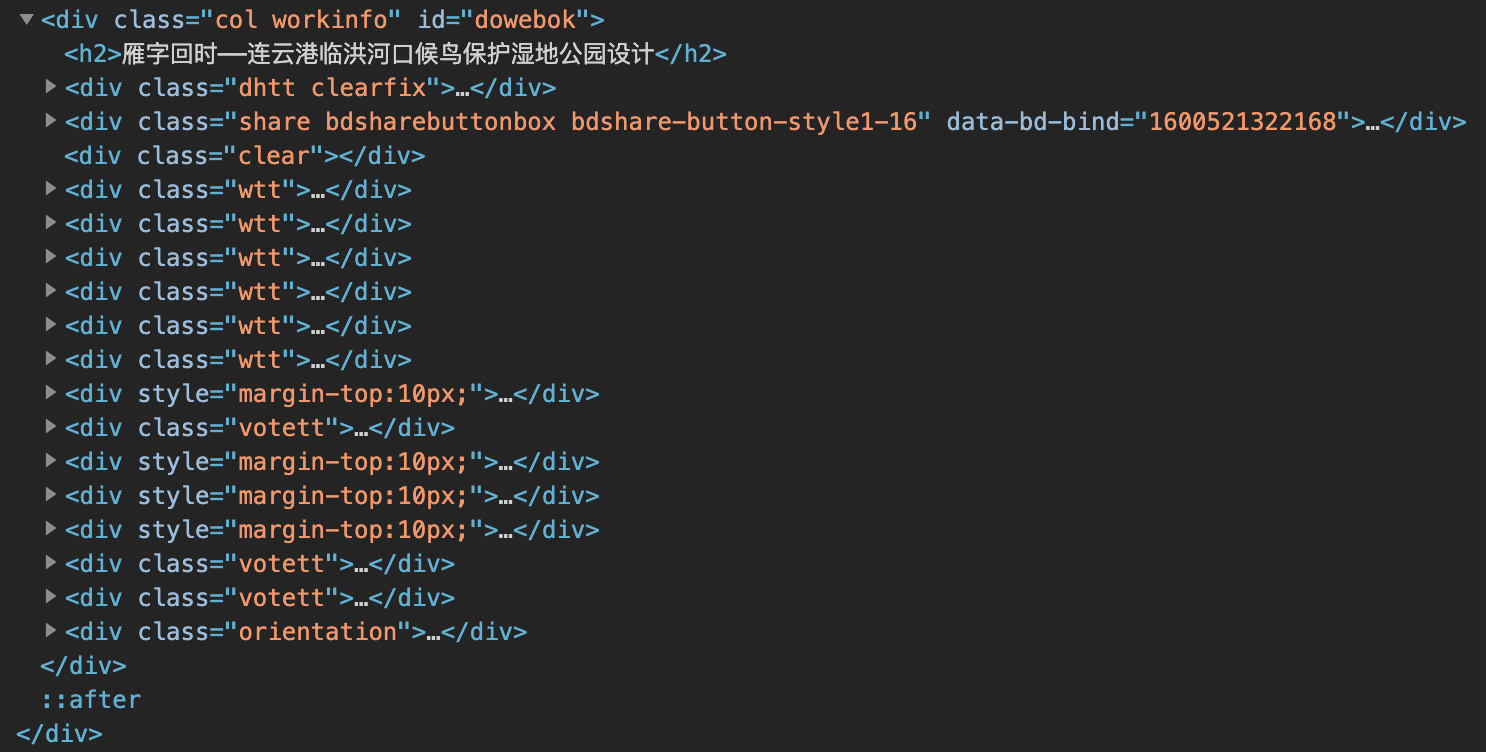 <div class="col workinfo" id="dowebok">
<h2>雁字回时——连云港临洪河口候鸟保护湿地公园设计</h2>
<div class="dhtt clearfix">…</div>
<div class="share bdsharebuttonbox bdshare-button-style1-16" data-bd-bind="1600521322168">…</div>
<div class="clear"></div>
<div class="wtt">…</div>
<div class="wtt">…</div>
<div class="wtt">…</div>
<div class="wtt">…</div>
<div class="wtt">…</div>
<div class="wtt">…</div>
<div style="margin-top:10px;">…</div>
<div class="votett">…</div>
<div style="margin-top:10px;">…</div>
<div style="margin-top:10px;">…</div>
<div style="margin-top:10px;">…</div>
<div class="votett">…</div>
<div class="votett">…</div>
<div class="orientation">…</div>
</div>
::after
</div>